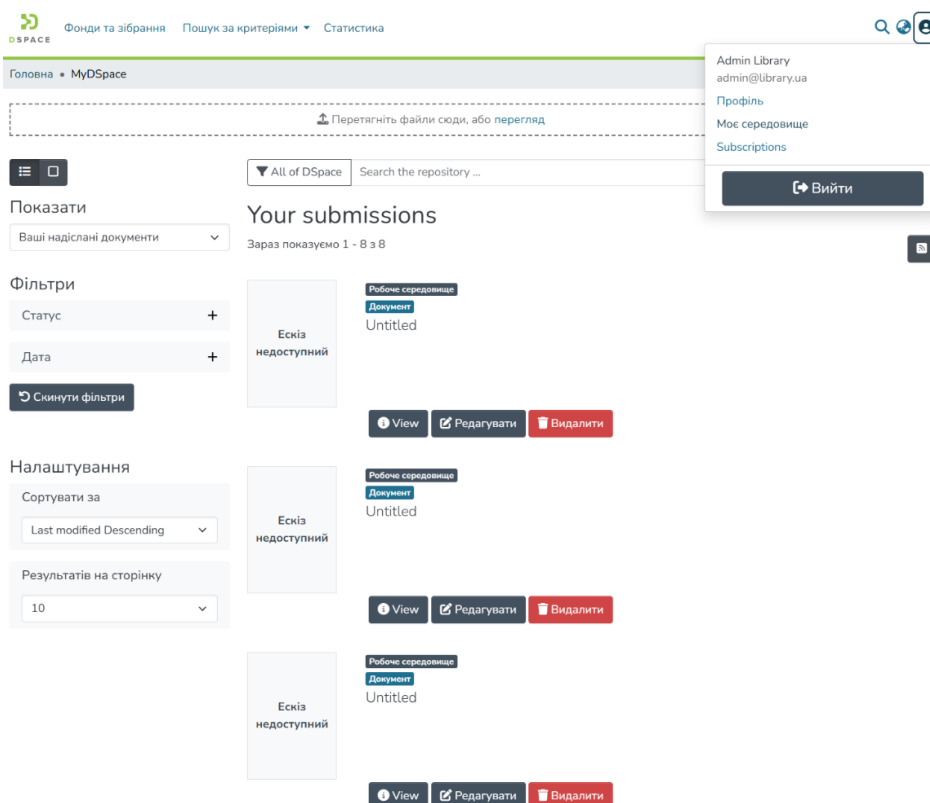 DSPACE
Фонди та зібрання Пошук за критеріями Статистика
Admin Library
admin@library.ua
Профіль
Моє середовище
Subscriptions
Вийти
Головна • MyDSpace
Перетягніть файли сюди, або перегляд
All of DSpace Search the repository ...
Показати
Ваші надіслані документи
Your submissions
Зараз показуємо 1 - 8 з 8
Фільтри
Статус +
Дата +
Скинути фільтри
Налаштування
Сортувати за
Last modified Descending
Результатів на сторінку
10
Ескіз
недоступний
Робоче середовище
Документ
Untitled
View Редагувати Видалити
Ескіз
недоступний
Робоче середовище
Документ
Untitled
View Редагувати Видалити
Ескіз
недоступний
Робоче середовище
Документ
Untitled
View Редагувати Видалити